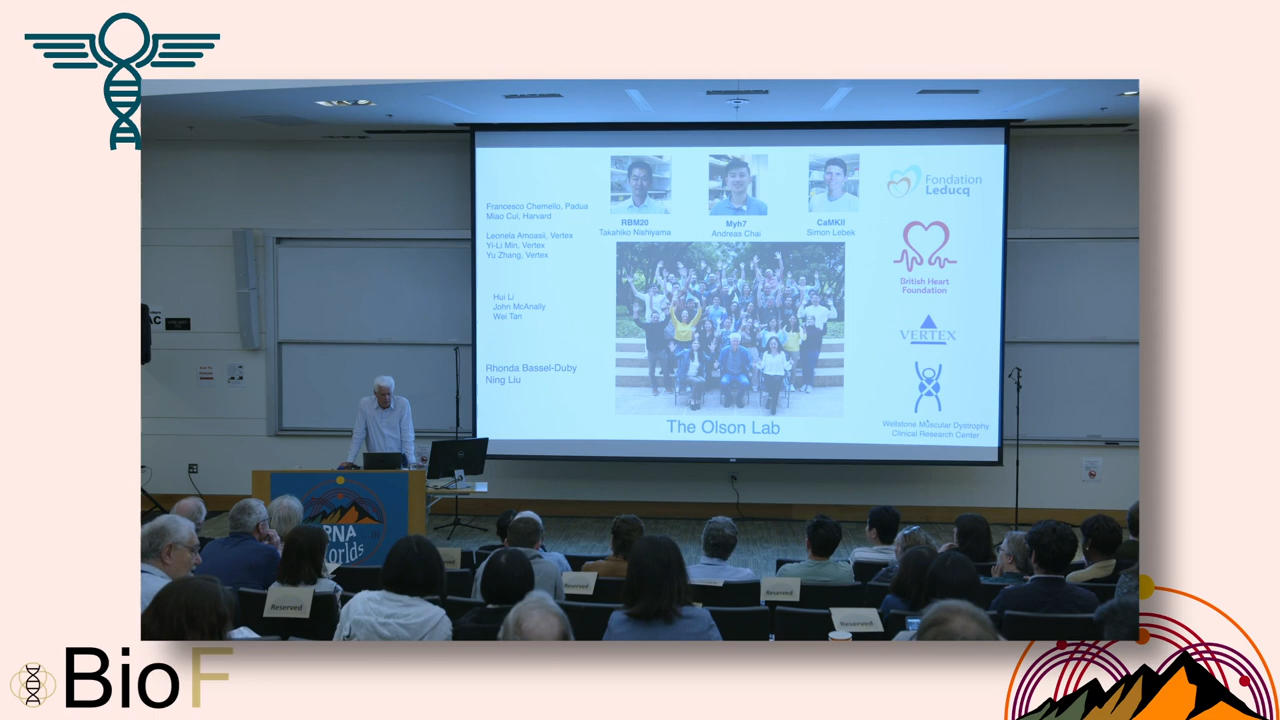 Francesco Chemello, Padua
Miao Cui, Harvard
Leonela Amoasii, Vertex
Yi-Li Min, Vertex
Yu Zhang, Vertex
Hui Li
John McAnally
Wei Tan
Rhonda Bassel-Duby
Ning Liu
RBM20
Takahiko Nishiyama
Myh7
Andreas Chai
CaMKII
Simon Lebek
The Olson Lab
Fondation
Leducq
British Heart
Foundation
VERTEX
Wellstone Muscular Dystrophy
Clinical Research Center
AC
RNA
Worlds
Reserved
Reserved
Reserved
Reserved
BioF